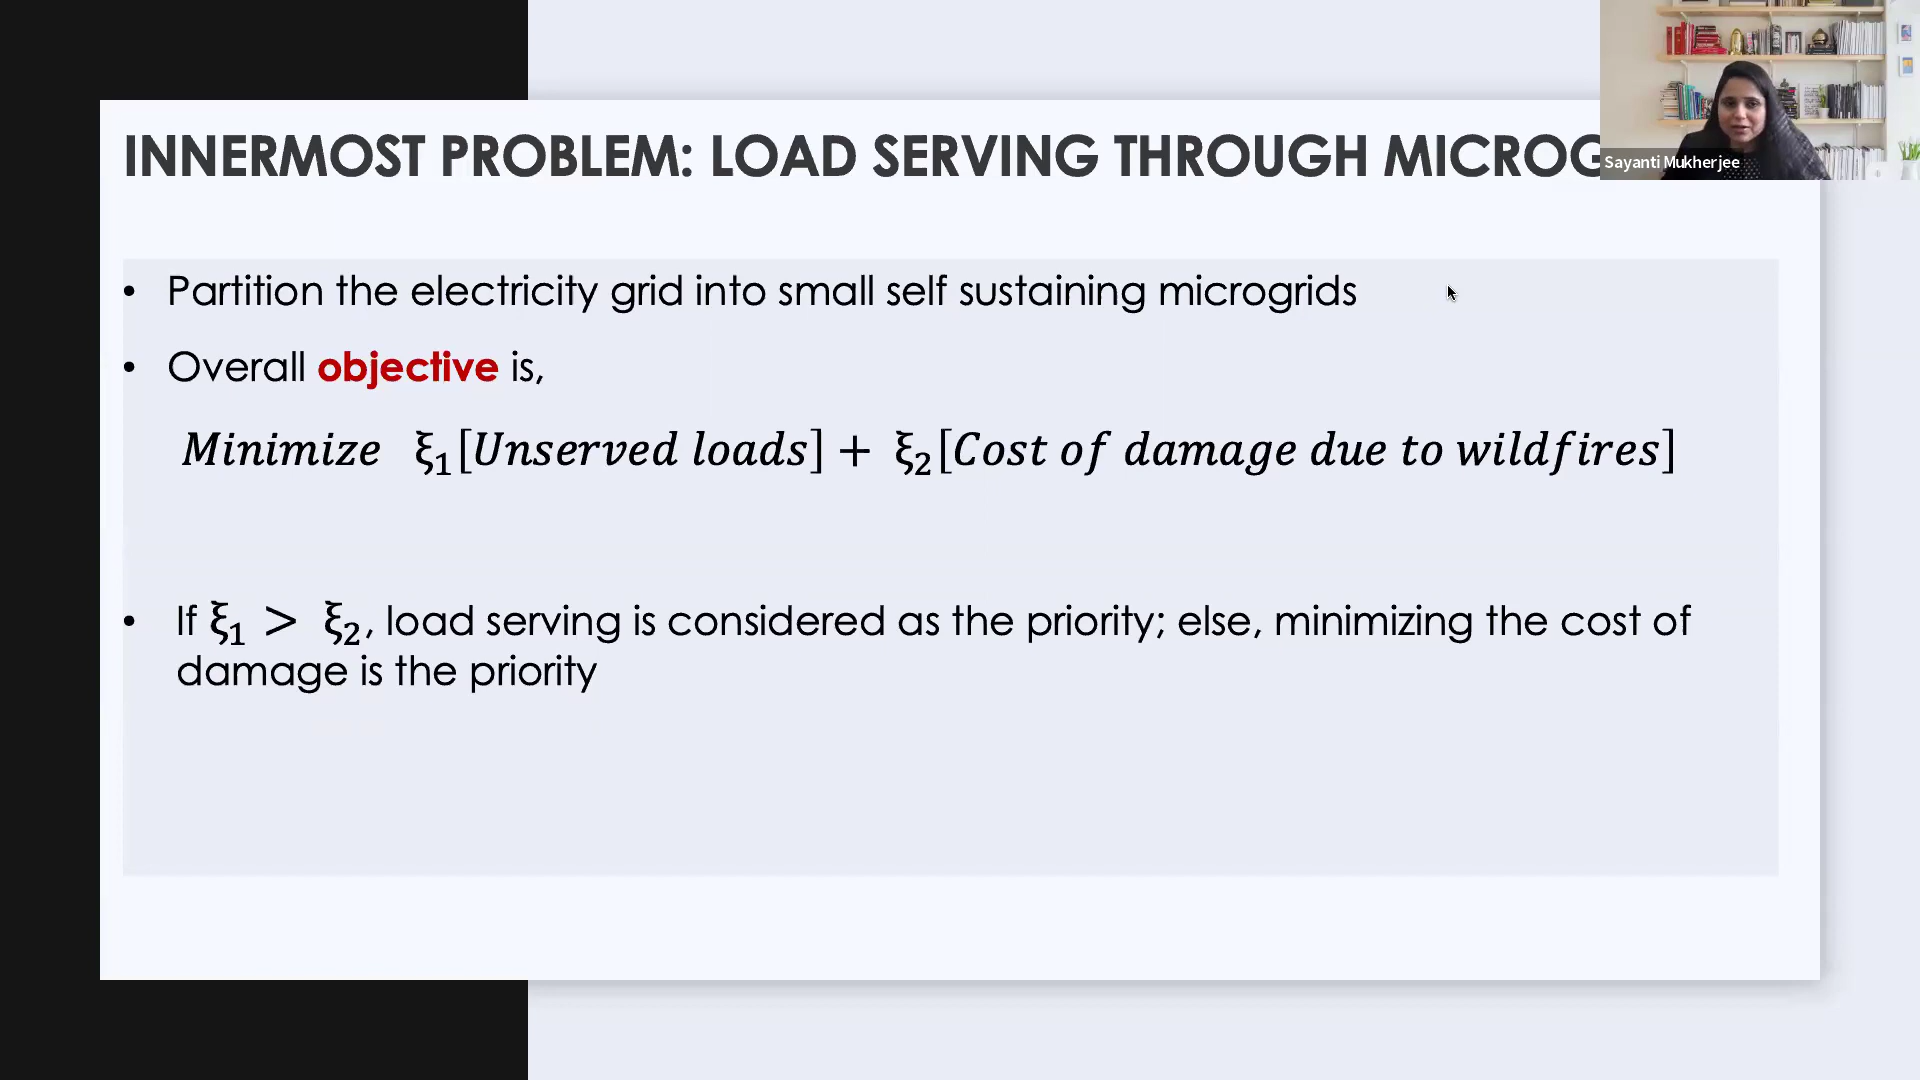 INNERMOST PROBLEM: LOAD SERVING THROUGH MICROG
Sayanti Mukherjee
• Partition the electricity grid into small self sustaining microgrids
• Overall objective is,
Minimize ξ₁[Unserved loads] + ξ₂[Cost of damage due to wildfires]
• If ξ₁ > ξ₂, load serving is considered as the priority; else, minimizing the cost of
damage is the priority